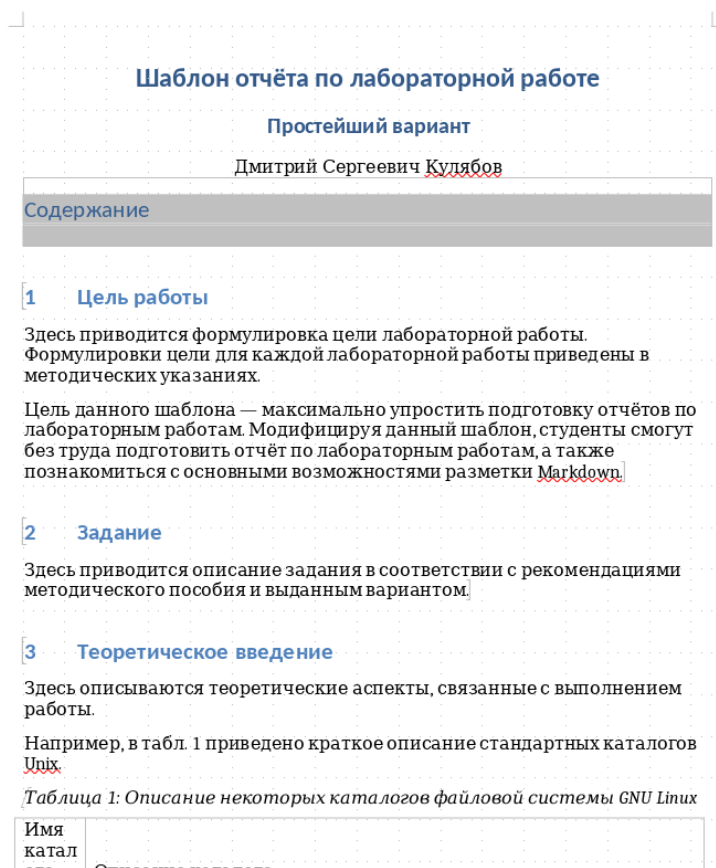 Шаблон отчёта по лабораторной работе
Простейший вариант
Дмитрий Сергеевич Кулябов
Содержание
1 Цель работы
Здесь приводится формулировка цели лабораторной работы.
Формулировки цели для каждой лабораторной работы приведены в
методических указаниях.
Цель данного шаблона — максимально упростить подготовку отчётов по
лабораторным работам. Модифицируя данный шаблон, студенты смогут
без труда подготовить отчёт по лабораторным работам, а также
познакомиться с основными возможностями разметки Markdown.
2 Задание
Здесь приводится описание задания в соответствии с рекомендациями
методического пособия и выданным вариантом.
3 Теоретическое введение
Здесь описываются теоретические аспекты, связанные с выполнением
работы.
Например, в табл. 1 приведено краткое описание стандартных каталогов
Unix.
Таблица 1: Описание некоторых каталогов файловой системы GNU Linux
Имя
катал